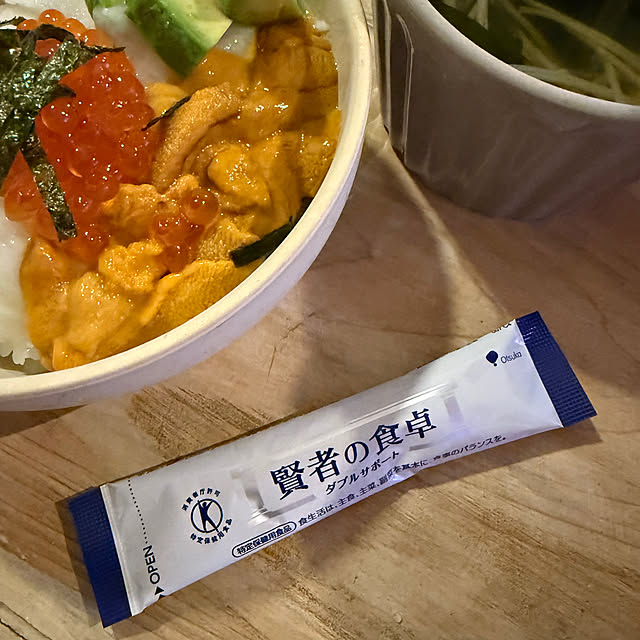 Otsuka
賢者の食卓
ダブルサポート
消費者庁許可
特定保健用食品
特定保健用食品
食生活は、主食、主菜、副菜を基本に、食事のバランスを。
OPEN